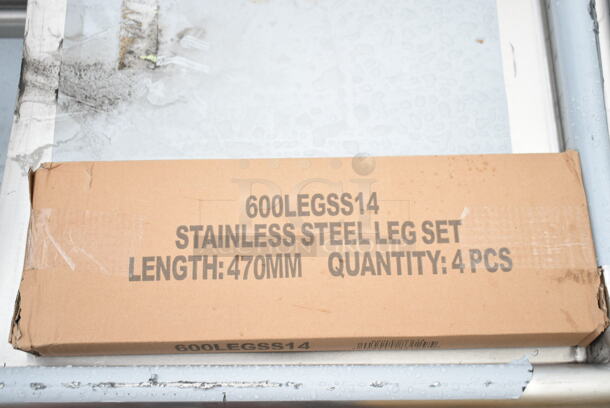 600LEGSS14
STAINLESS STEEL LEG SET
LENGTH: 470MM QUANTITY: 4 PCS
600LEGSS14